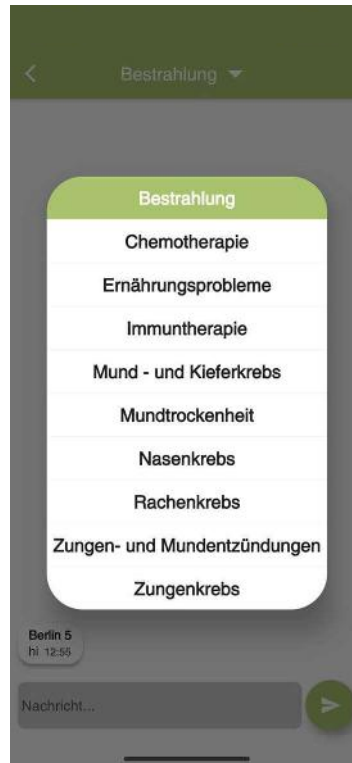 Bestrahlung
Bestrahlung
Chemotherapie
Ernährungsprobleme
Immuntherapie
Mund - und Kieferkrebs
Mundtrockenheit
Nasenkrebs
Rachenkrebs
Zungen- und Mundentzündungen
Zungenkrebs
Berlin 5
hi 12:55
Nachricht...